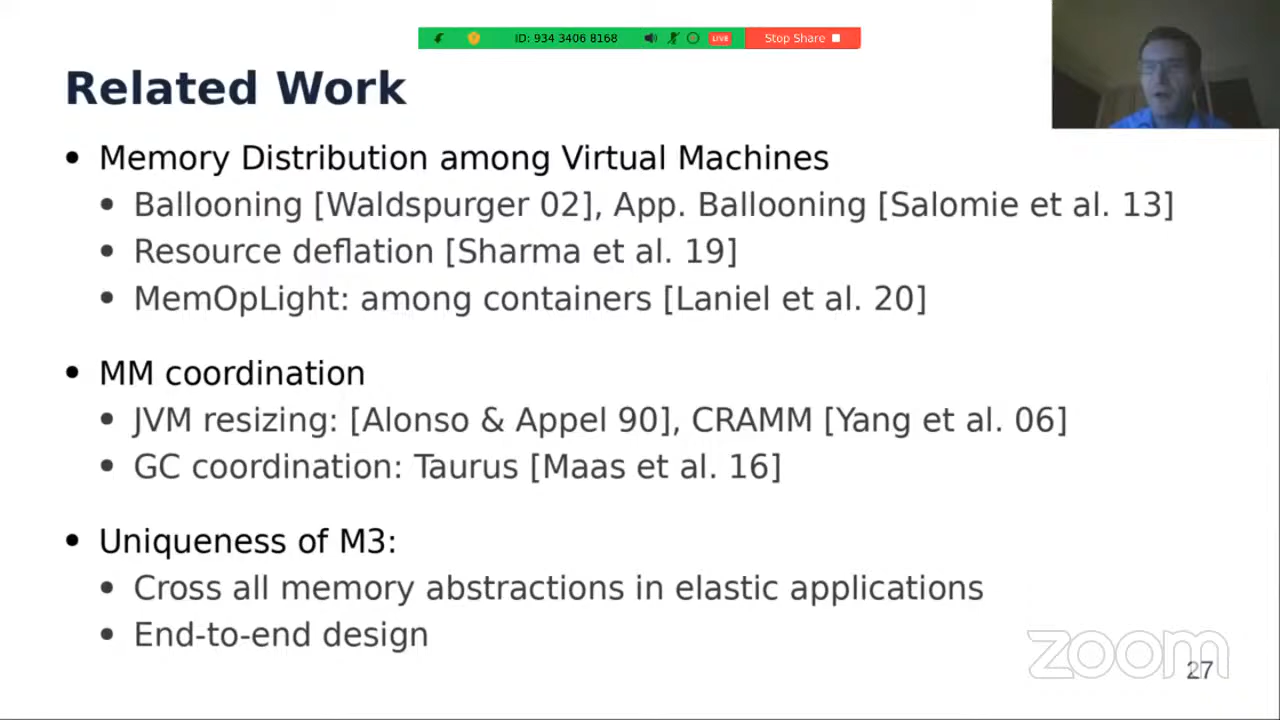 ID: 934 3406 8168 LIVE Stop Share
Related Work
• Memory Distribution among Virtual Machines
• Ballooning [Waldspurger 02], App. Ballooning [Salomie et al. 13]
• Resource deflation [Sharma et al. 19]
• MemOpLight: among containers [Laniel et al. 20]
• MM coordination
• JVM resizing: [Alonso & Appel 90], CRAMM [Yang et al. 06]
• GC coordination: Taurus [Maas et al. 16]
• Uniqueness of M3:
• Cross all memory abstractions in elastic applications
• End-to-end design
zoom
27